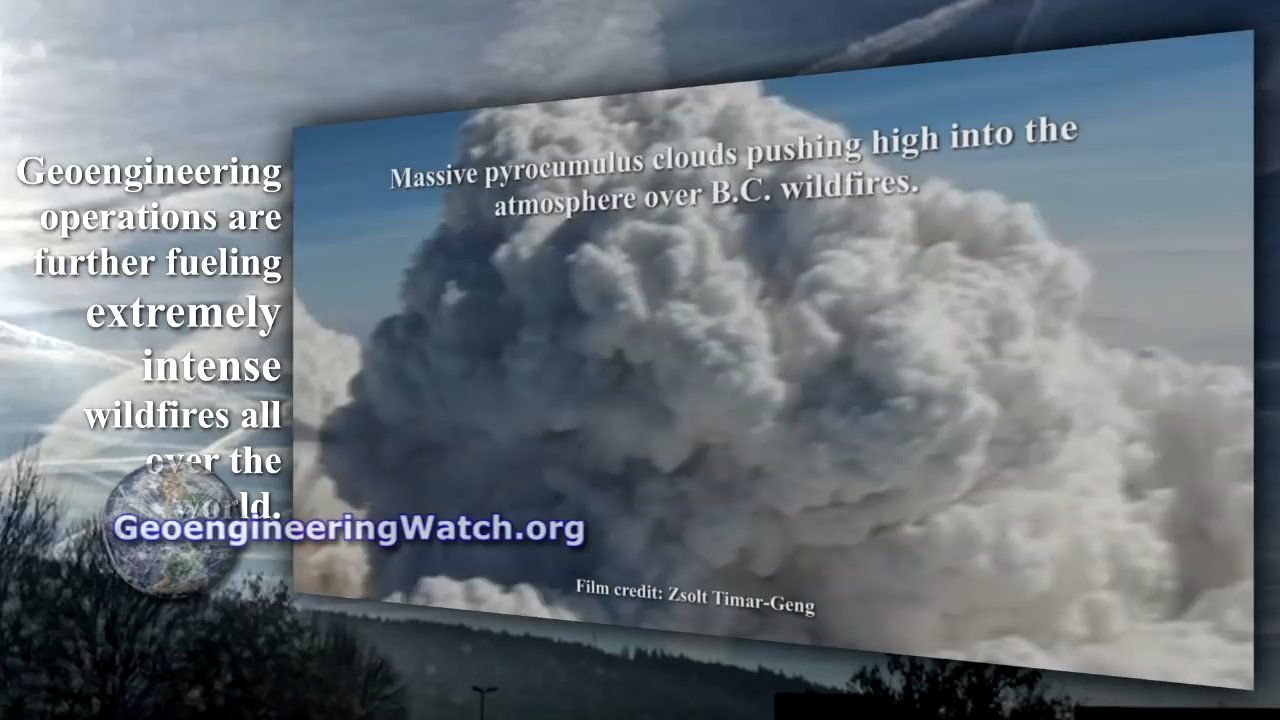 Geoengineering
operations are
further fueling
extremely
intense
wildfires all
over the
world.
Massive pyrocumulus clouds pushing high into the
atmosphere over B.C. wildfires.
GeoengineeringWatch.org
Film credit: Zsolt Timar-Geng